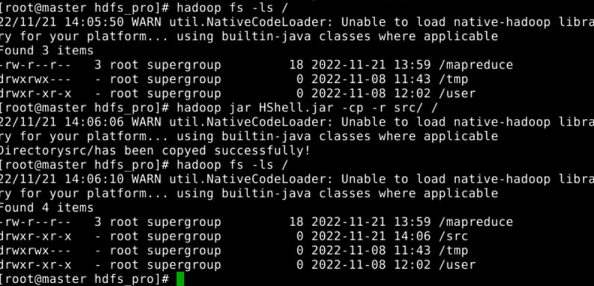 [root@master hdfs_pro]# hadoop fs -ls /
22/11/21 14:05:50 WARN util.NativeCodeLoader: Unable to load native-hadoop libra
ry for your platform... using builtin-java classes where applicable
Found 3 items
-rw-r--r--   3 root supergroup         18 2022-11-21 13:59 /mapreduce
drwxrwx---   - root supergroup          0 2022-11-08 11:43 /tmp
drwxr-xr-x   - root supergroup          0 2022-11-08 12:02 /user
[root@master hdfs_pro]# hadoop jar HShell.jar -cp -r src/ /
22/11/21 14:06:06 WARN util.NativeCodeLoader: Unable to load native-hadoop libra
ry for your platform... using builtin-java classes where applicable
Directorysrc/has been copyed successfully!
[root@master hdfs_pro]# hadoop fs -ls /
22/11/21 14:06:10 WARN util.NativeCodeLoader: Unable to load native-hadoop libra
ry for your platform... using builtin-java classes where applicable
Found 4 items
-rw-r--r--   3 root supergroup         18 2022-11-21 13:59 /mapreduce
drwxr-xr-x   - root supergroup          0 2022-11-21 14:06 /src
drwxrwx---   - root supergroup          0 2022-11-08 11:43 /tmp
drwxr-xr-x   - root supergroup          0 2022-11-08 12:02 /user
[root@master hdfs_pro]#